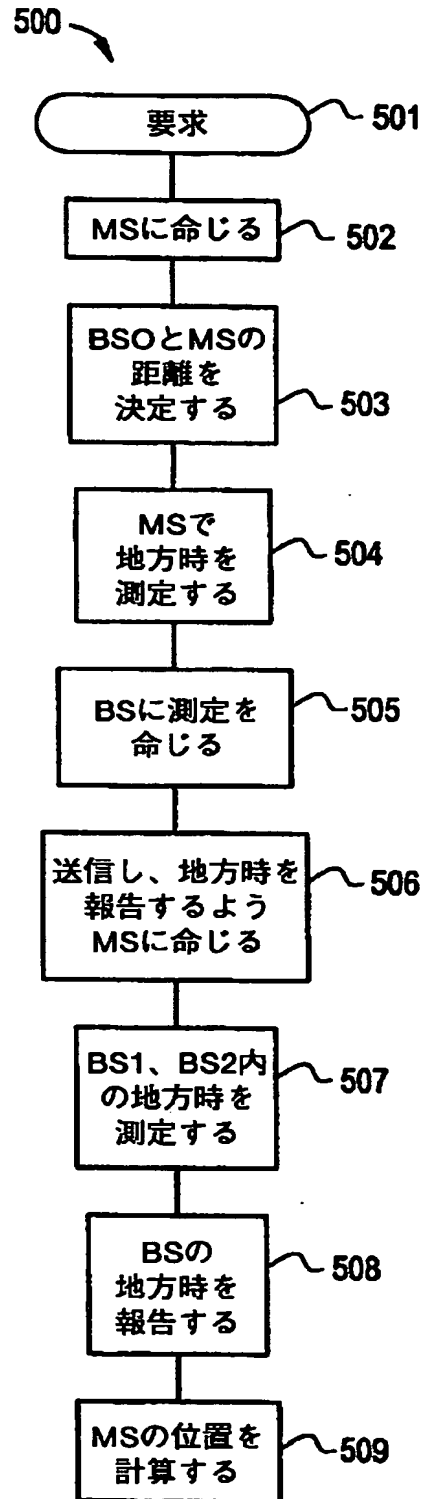 500
要求
501
MSに命じる
502
BSOとMSの
距離を
決定する
503
MSで
地方時を
測定する
504
BSに測定を
命じる
505
送信し、地方時を
報告するよう
MSに命じる
506
BS1、BS2内
の地方時を
測定する
507
BSの
地方時を
報告する
508
MSの位置を
計算する
509